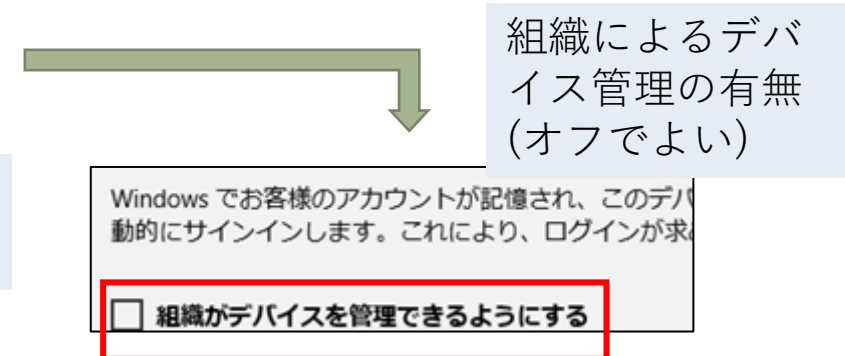 組織によるデバ
イス管理の有無
(オフでよい)
Windows でお客様のアカウントが記憶され、このデバ
動的にサインインします。これにより、ログインが求
組織がデバイスを管理できるようにする